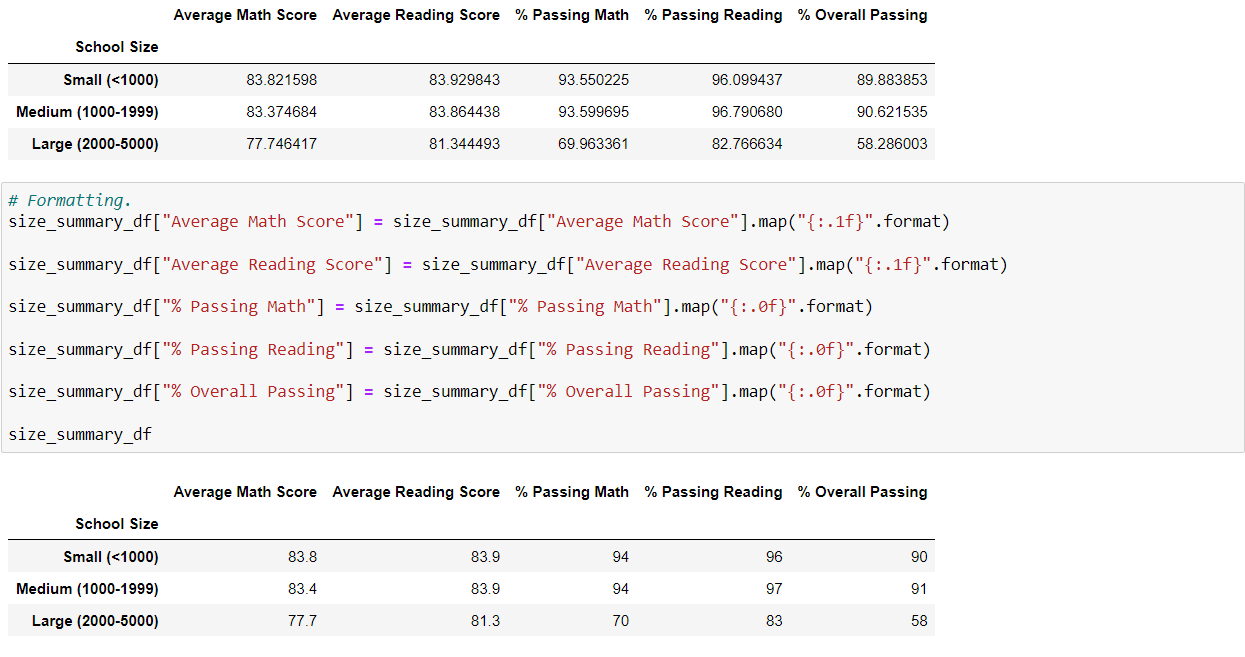 Average Math Score Average Reading Score % Passing Math % Passing Reading % Overall Passing
School Size
Small (<1000) 83.821598 83.929843 93.550225 96.099437 89.883853
Medium (1000-1999) 83.374684 83.864438 93.599695 96.790680 90.621535
Large (2000-5000) 77.746417 81.344493 69.963361 82.766634 58.286003
# Formatting.
size_summary_df["Average Math Score"] = size_summary_df["Average Math Score"].map("{:.1f}".format)
size_summary_df["Average Reading Score"] = size_summary_df["Average Reading Score"].map("{:.1f}".format)
size_summary_df["% Passing Math"] = size_summary_df["% Passing Math"].map("{:.0f}".format)
size_summary_df["% Passing Reading"] = size_summary_df["% Passing Reading"].map("{:.0f}".format)
size_summary_df["% Overall Passing"] = size_summary_df["% Overall Passing"].map("{:.0f}".format)
size_summary_df
Average Math Score Average Reading Score % Passing Math % Passing Reading % Overall Passing
School Size
Small (<1000) 83.8 83.9 94 96 90
Medium (1000-1999) 83.4 83.9 94 97 91
Large (2000-5000) 77.7 81.3 70 83 58